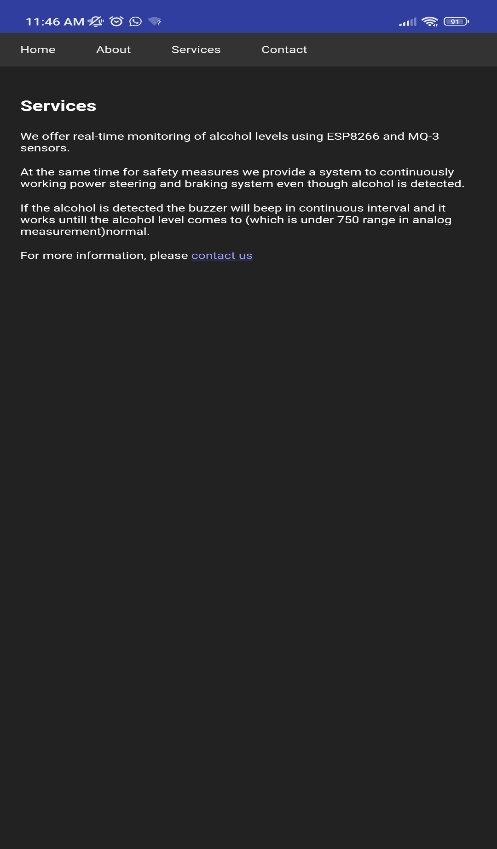 11:46 AM
91
Home About Services Contact
Services
We offer real-time monitoring of alcohol levels using ESP8266 and MQ-3
sensors.
At the same time for safety measures we provide a system to continuously
working power steering and braking system even though alcohol is detected.
If the alcohol is detected the buzzer will beep in continuous interval and it
works untill the alcohol level comes to (which is under 750 range in analog
measurement)normal.
For more information, please contact us